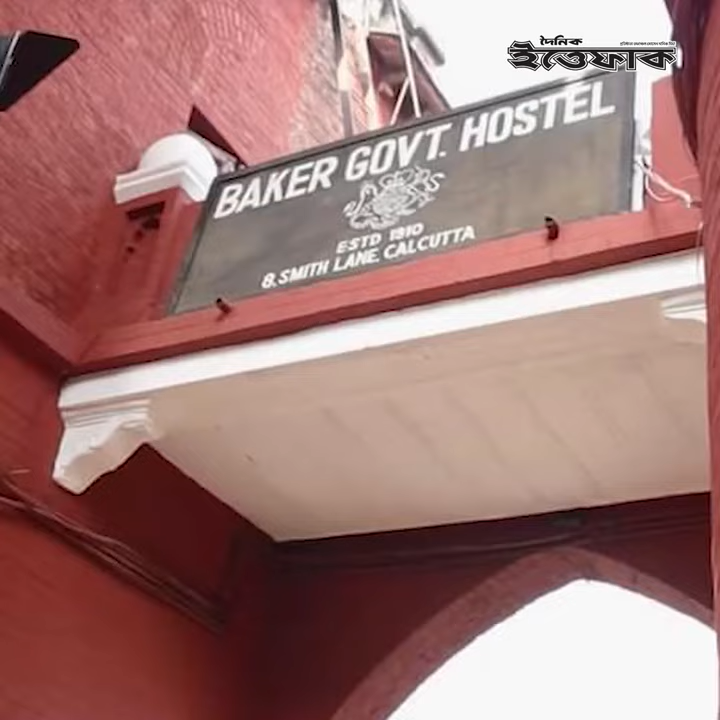 দৈনিক
ইত্তেফাক
BAKER GOVT. HOSTEL
ESTD 1910
8, SMITH LANE, CALCUTTA